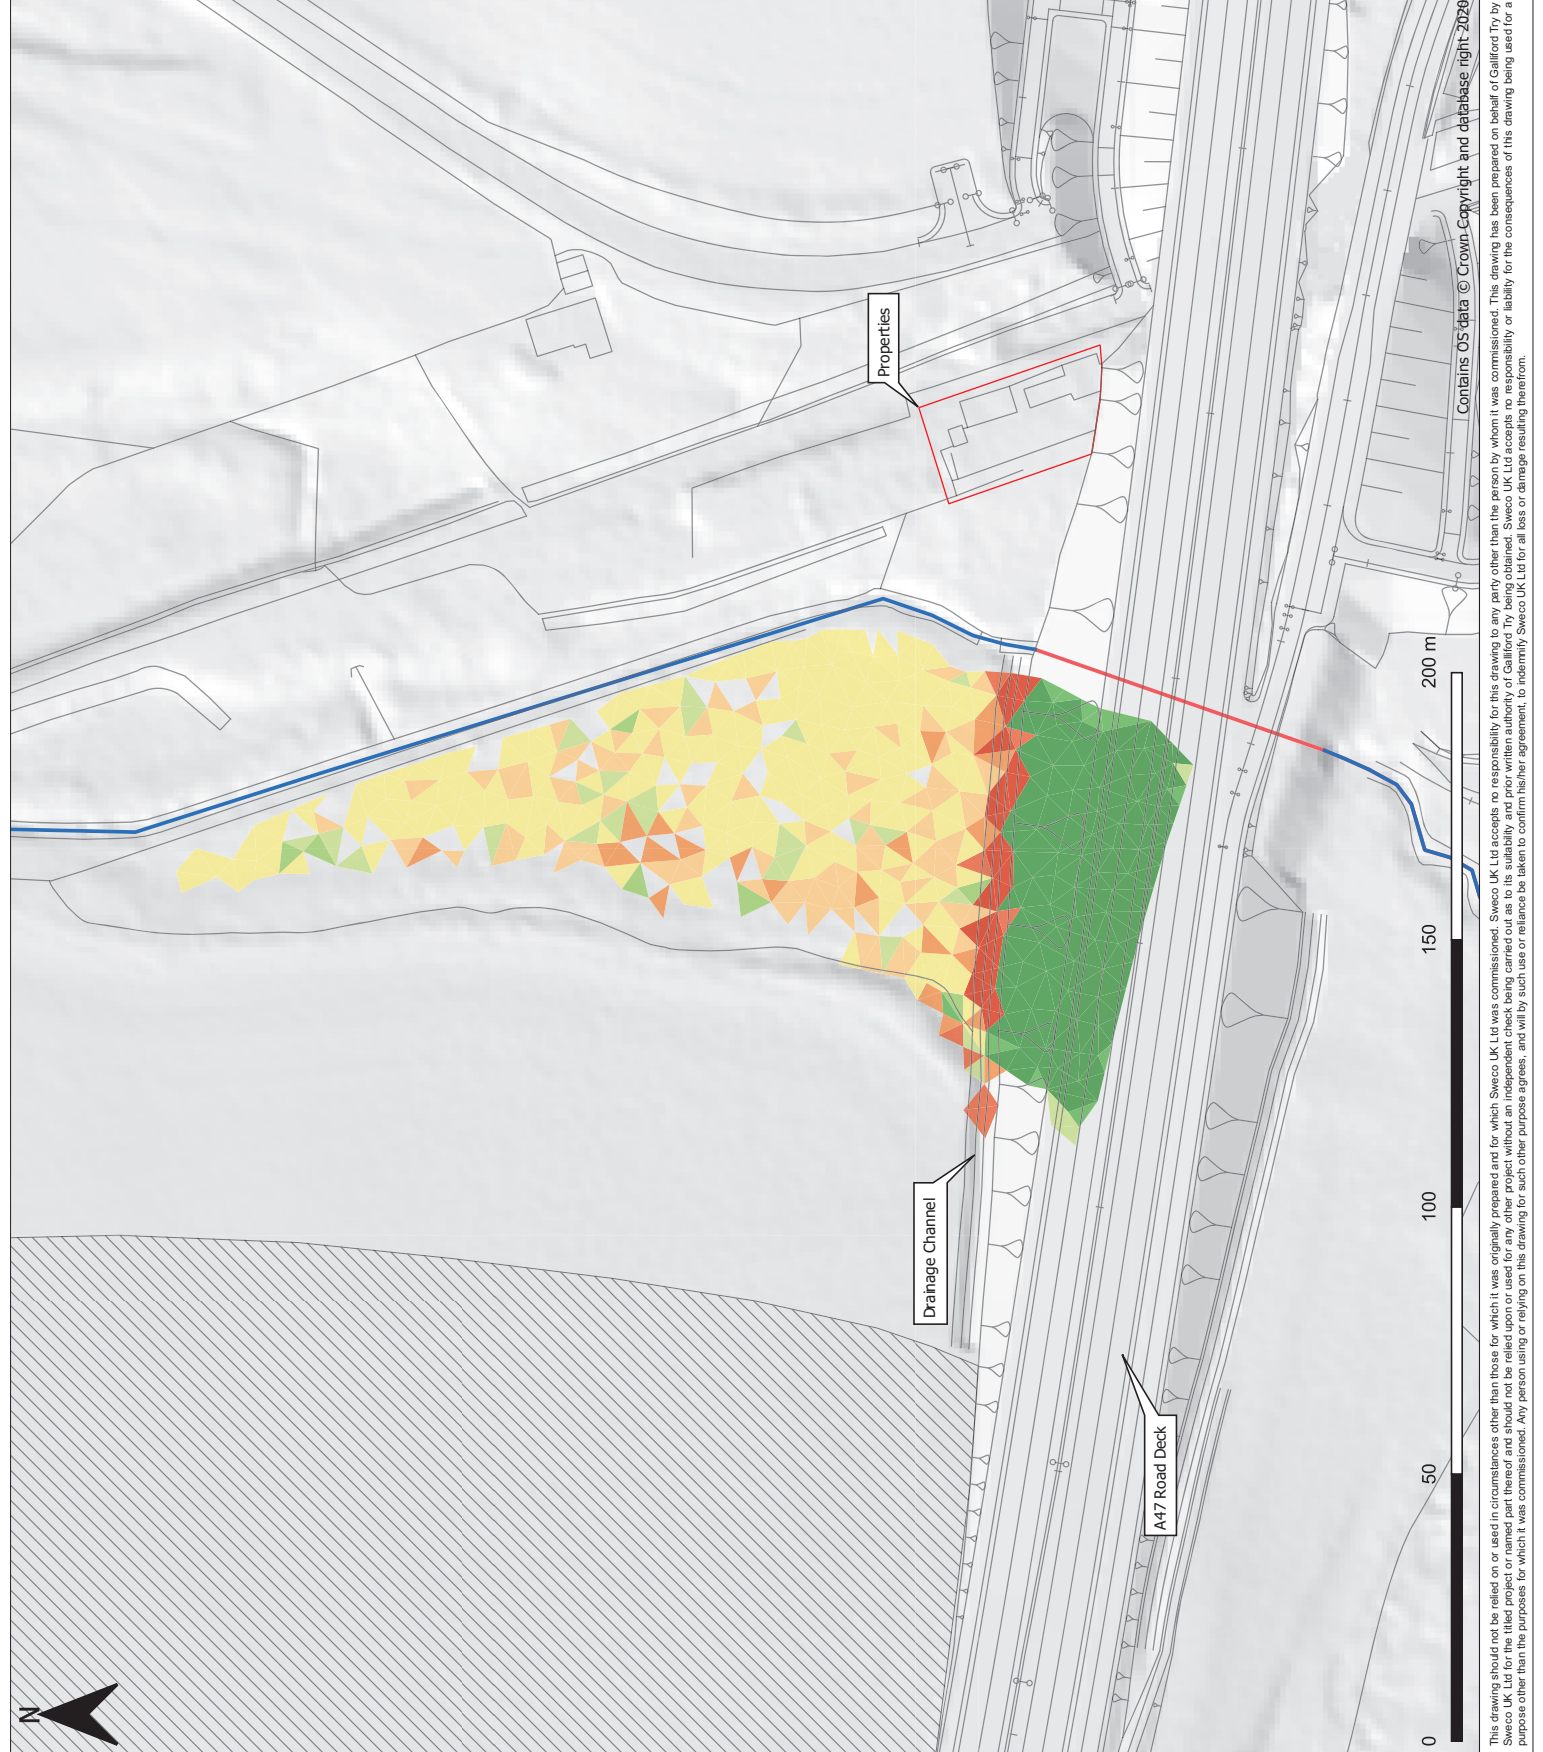 N
Properties
Drainage Channel
A47 Road Deck
0 50 100 150 200 m
Contains OS data © Crown Copyright and database right 2020
This drawing should not be relied on or used in circumstances other than those for which it was originally prepared and for which Sweco UK Ltd was commissioned. Sweco UK Ltd accepts no responsibility for this drawing to any party other than the person by whom it was commissioned. This drawing has been prepared on behalf of Galliford Try by
Sweco UK Ltd for the titled project or named part thereof and should not be relied upon or used for any other project without an independent check being carried out as to its suitability and prior written authority of Galliford Try being obtained. Sweco UK Ltd accepts no responsibility or liability for the consequences of this drawing being used for a
purpose other than the purposes for which it was commissioned. Any person using or relying on this drawing for such other purpose agrees, and will by such use or reliance be taken to confirm his/her agreement, to indemnify Sweco UK Ltd for all loss or damage resulting therefrom.